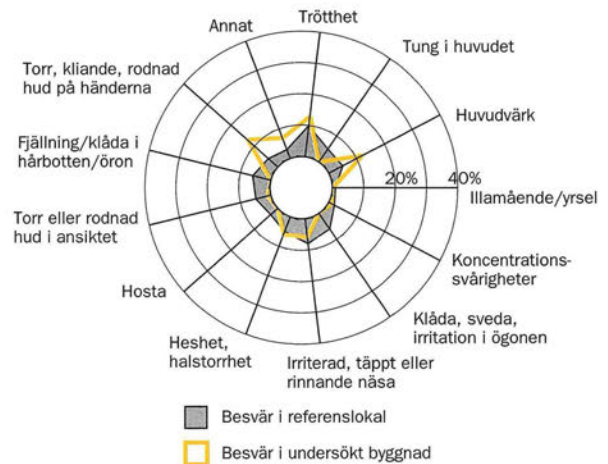 Trötthet
Annat
Tung i huvudet
Torr, kliande, rodnad
hud på händerna
Huvudvärk
Fjällning/klåda i
hårbotten/öron
20% 40%
Illamående/yrsel
Torr eller rodnad
hud i ansiktet
Koncentrations-
svårigheter
Hosta
Klåda, sveda,
irritation i ögonen
Heshet,
halstorrhet
Irriterad, täppt eller
rinnande näsa
Besvär i referenslokal
Besvär i undersökt byggnad